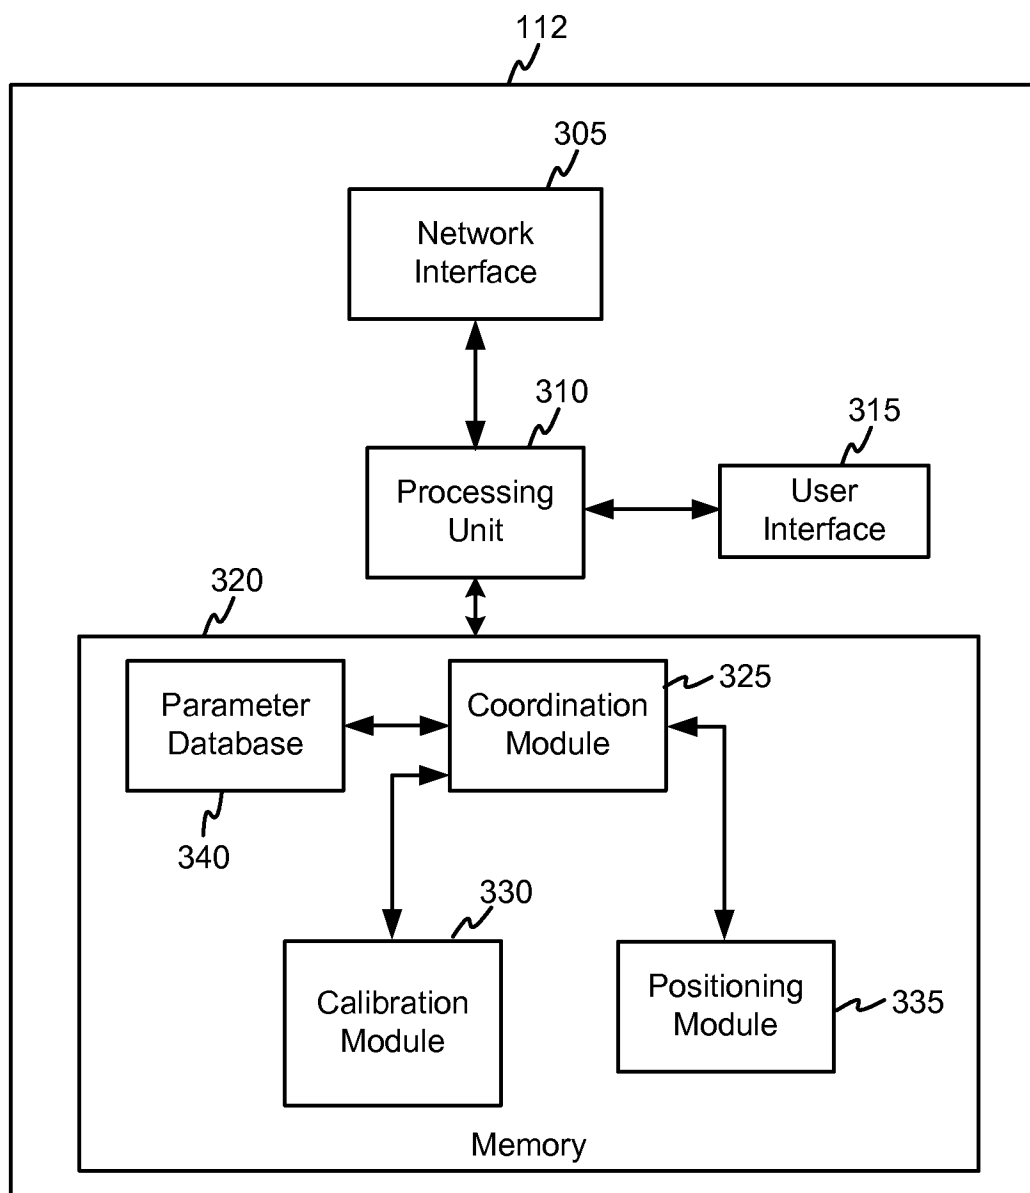 112
305
Network
Interface
310
315
Processing
Unit
User
Interface
320
Parameter
Database
Coordination
Module
325
340
330
Calibration
Module
Positioning
Module
335
Memory